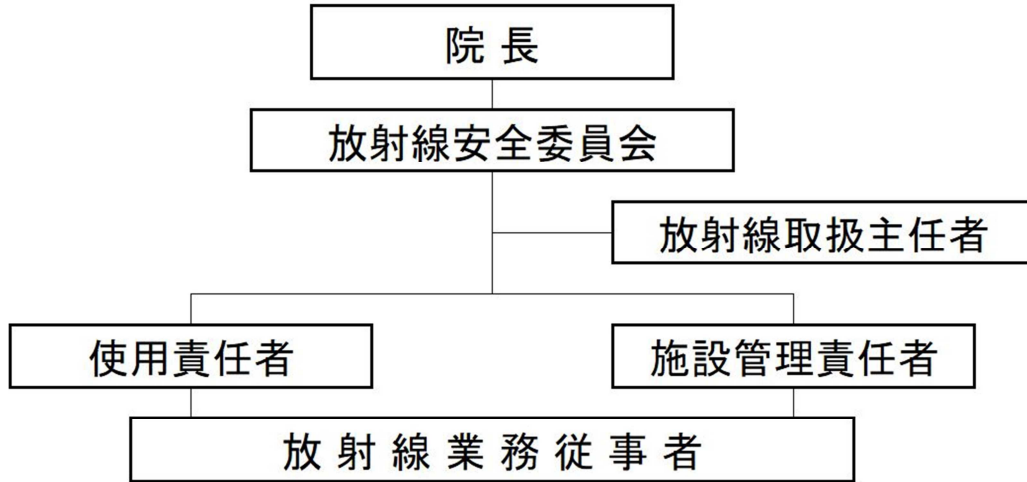 院長
放射線安全委員会
放射線取扱主任者
使用責任者
施設管理責任者
放射線業務従事者